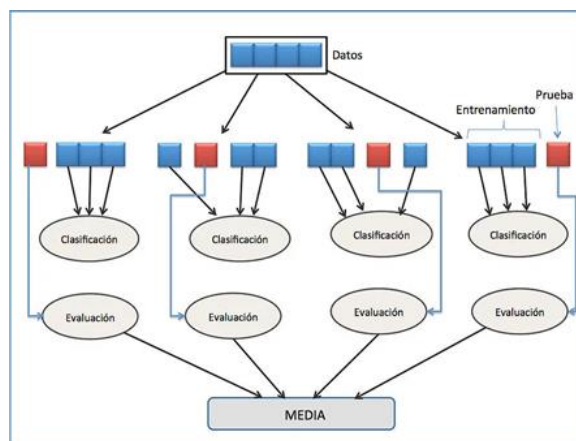 Datos
Prueba
Entrenamiento
Clasificación
Clasificación
Clasificación
Clasificación
Evaluación
Evaluación
Evaluación
Evaluación
MEDIA